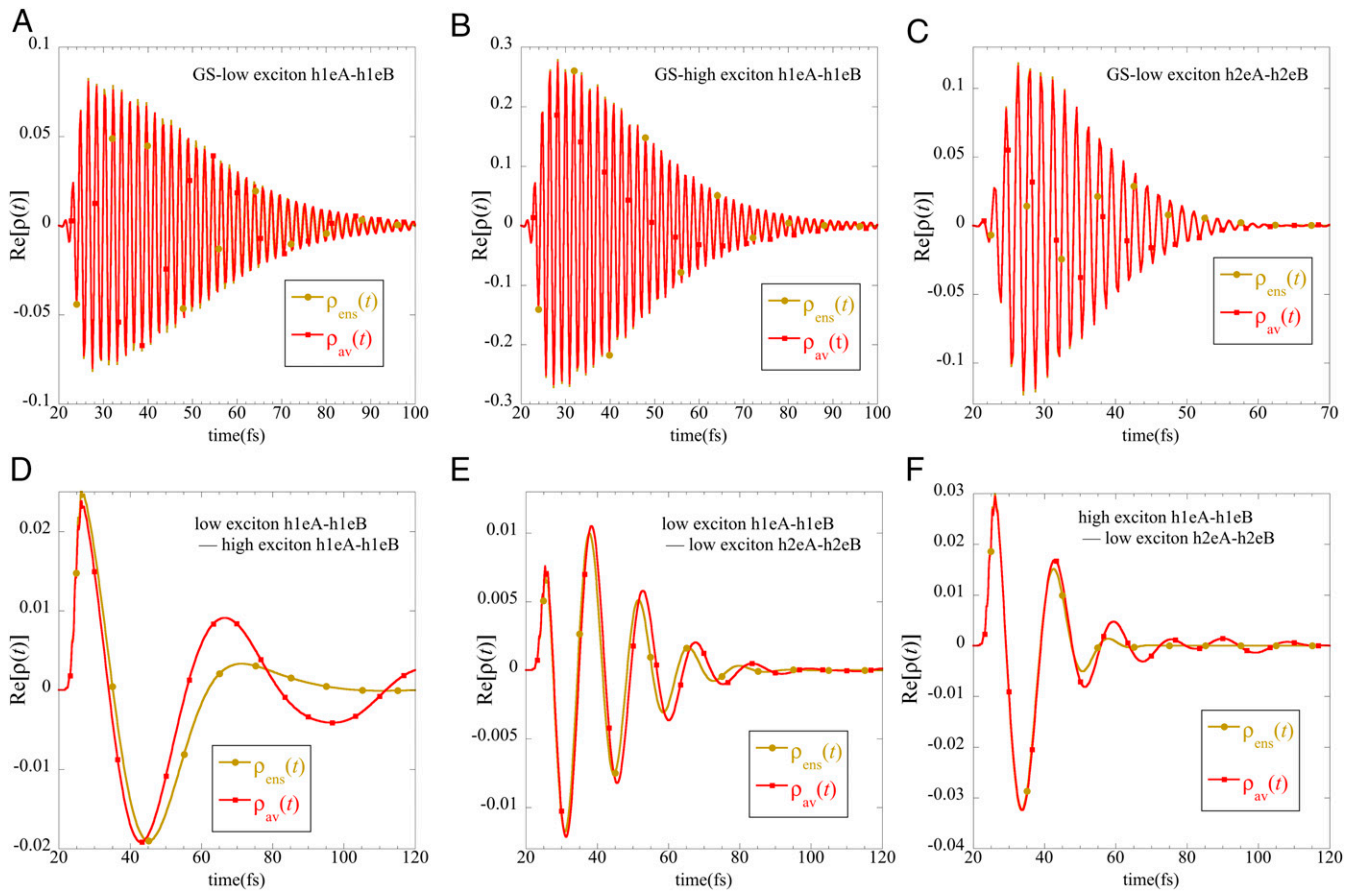 A
0.1
0.05
0
-0.05
-0.1
Re[ρ(t)]
GS-low exciton h1eA-h1eB
ρens(t)
ρav(t)
20 30 40 50 60 70 80 90 100
time(fs)
B
0.3
0.2
0.1
0
-0.1
-0.2
-0.3
Re[ρ(t)]
GS-high exciton h1eA-h1eB
ρens(t)
ρav(t)
20 30 40 50 60 70 80 90 100
time(fs)
C
0.1
0.05
0
-0.05
-0.1
Re[ρ(t)]
GS-low exciton h2eA-h2eB
ρens(t)
ρav(t)
20 30 40 50 60 70
time(fs)
D
0.02
0.01
0
-0.01
-0.02
Re[ρ(t)]
low exciton h1eA-h1eB
— high exciton h1eA-h1eB
ρens(t)
ρav(t)
20 40 60 80 100 120
time(fs)
E
0.01
0.005
0
-0.005
-0.01
Re[ρ(t)]
low exciton h1eA-h1eB
— low exciton h2eA-h2eB
ρens(t)
ρav(t)
20 40 60 80 100 120
time(fs)
F
0.03
0.02
0.01
0
-0.01
-0.02
-0.03
-0.04
Re[ρ(t)]
high exciton h1eA-h1eB
— low exciton h2eA-h2eB
ρens(t)
ρav(t)
20 40 60 80 100 120
time(fs)